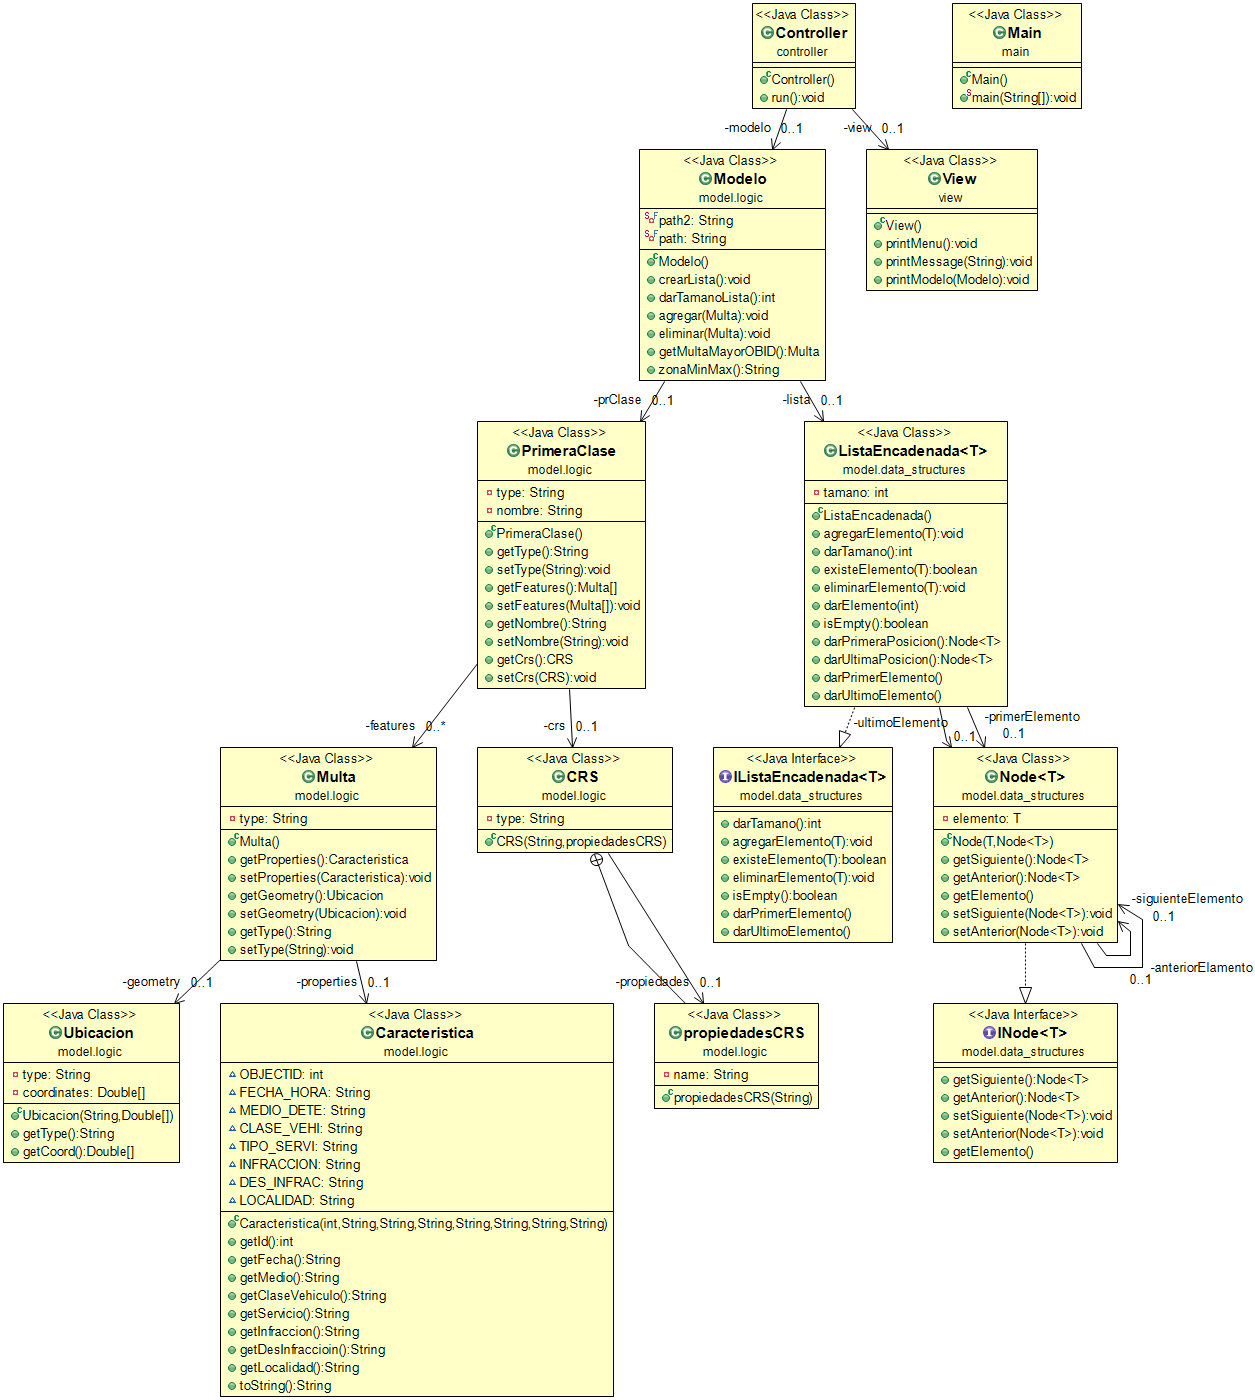 <<Java Class>>
Controller
controller
Controller()
run():void
<<Java Class>>
Main
main
Main()
main(String[]):void
-modelo 0..1
-view 0..1
<<Java Class>>
Modelo
model.logic
path2: String
path: String
Modelo()
crearLista():void
darTamanoLista():int
agregar(Multa):void
eliminar(Multa):void
getMultaMayorOBID():Multa
zonaMinMax():String
<<Java Class>>
View
view
View()
printMenu():void
printMessage(String):void
printModelo(Modelo):void
-prClase 0..1
-lista 0..1
<<Java Class>>
PrimeraClase
model.logic
type: String
nombre: String
PrimeraClase()
getType():String
setType(String):void
getFeatures():Multa[]
setFeatures(Multa[]):void
getNombre():String
setNombre(String):void
getCrs():CRS
setCrs(CRS):void
<<Java Class>>
ListaEncadenada<T>
model.data_structures
tamano: int
ListaEncadenada()
agregarElemento(T):void
darTamano():int
existeElemento(T):boolean
eliminarElemento(T):void
darElemento(int)
isEmpty():boolean
darPrimeraPosicion():Node<T>
darUltimaPosicion():Node<T>
darPrimerElemento()
darUltimoElemento()
-features 0..*
-crs 0..1
-ultimoElemento
0..1
-primerElemento
0..1
<<Java Class>>
Multa
model.logic
type: String
Multa()
getProperties():Caracteristica
setProperties(Caracteristica):void
getGeometry():Ubicacion
setGeometry(Ubicacion):void
getType():String
setType(String):void
<<Java Class>>
CRS
model.logic
type: String
CRS(String,propiedadesCRS)
<<Java Interface>>
IListaEncadenada<T>
model.data_structures
darTamano():int
agregarElemento(T):void
existeElemento(T):boolean
eliminarElemento(T):void
isEmpty():boolean
darPrimerElemento()
darUltimoElemento()
<<Java Class>>
Node<T>
model.data_structures
elemento: T
Node(T,Node<T>)
getSiguiente():Node<T>
getAnterior():Node<T>
getElemento()
setSiguiente(Node<T>):void
setAnterior(Node<T>):void
-siguienteElemento
0..1
-anteriorElamento
0..1
-geometry 0..1
-properties 0..1
-propiedades 0..1
<<Java Class>>
Ubicacion
model.logic
type: String
coordinates: Double[]
Ubicacion(String,Double[])
getType():String
getCoord():Double[]
<<Java Class>>
Caracteristica
model.logic
OBJECTID: int
FECHA_HORA: String
MEDIO_DETE: String
CLASE_VEHI: String
TIPO_SERVI: String
INFRACCION: String
DES_INFRAC: String
LOCALIDAD: String
Caracteristica(int,String,String,String,String,String,String,String)
getId():int
getFecha():String
getMedio():String
getClaseVehiculo():String
getServicio():String
getInfraccion():String
getDesInfraccioin():String
getLocalidad():String
toString():String
<<Java Class>>
propiedadesCRS
model.logic
name: String
propiedadesCRS(String)
<<Java Interface>>
INode<T>
model.data_structures
getSiguiente():Node<T>
getAnterior():Node<T>
setSiguiente(Node<T>):void
setAnterior(Node<T>):void
getElemento()